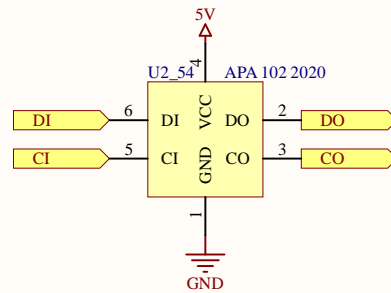 5V
U2_54 APA 102 2020
4
DI 6 DI VCC DO 2 DO
CI 5 CI GND CO 3 CO
1
GND